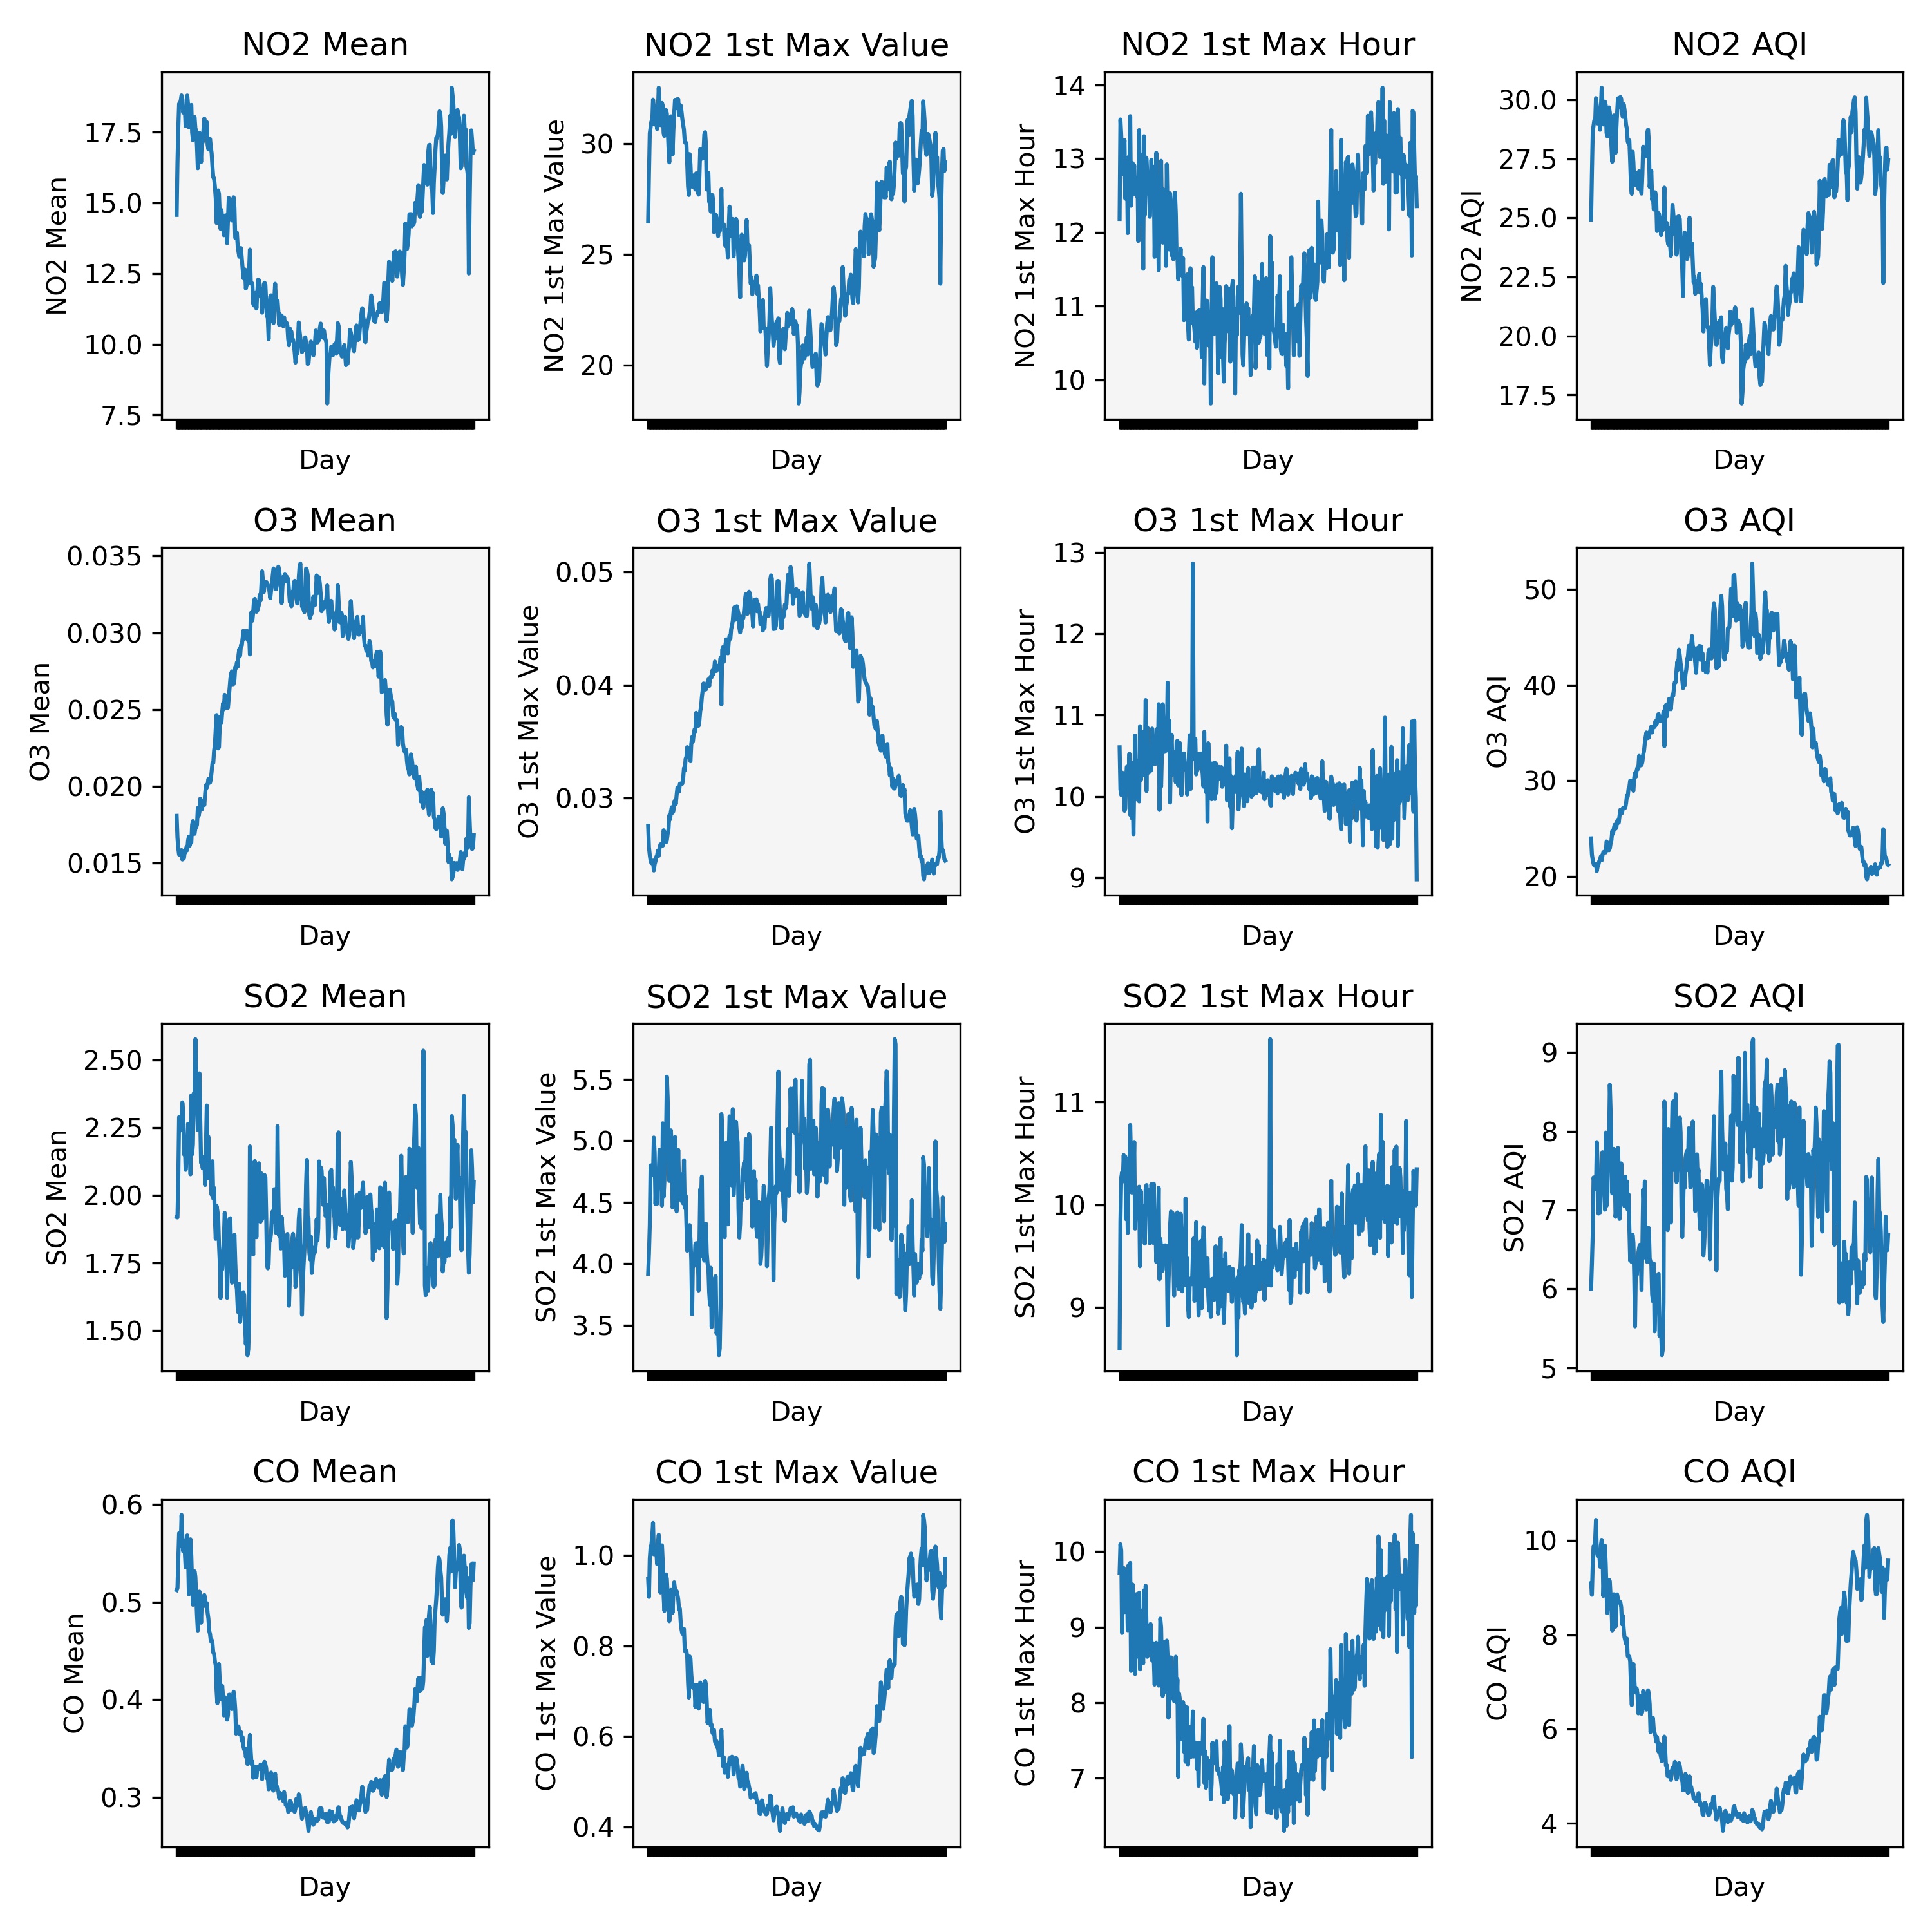 NO2 Mean
NO2 1st Max Value
NO2 1st Max Hour
NO2 AQI
NO2 Mean
17.5
15.0
12.5
10.0
7.5
Day
NO2 1st Max Value
30
25
20
Day
NO2 1st Max Hour
14
13
12
11
10
Day
NO2 AQI
30.0
27.5
25.0
22.5
20.0
17.5
Day
O3 Mean
O3 1st Max Value
O3 1st Max Hour
O3 AQI
O3 Mean
0.035
0.030
0.025
0.020
0.015
Day
O3 1st Max Value
0.05
0.04
0.03
Day
O3 1st Max Hour
13
12
11
10
9
Day
O3 AQI
50
40
30
20
Day
SO2 Mean
SO2 1st Max Value
SO2 1st Max Hour
SO2 AQI
SO2 Mean
2.50
2.25
2.00
1.75
1.50
Day
SO2 1st Max Value
5.5
5.0
4.5
4.0
3.5
Day
SO2 1st Max Hour
11
10
9
Day
SO2 AQI
9
8
7
6
5
Day
CO Mean
CO 1st Max Value
CO 1st Max Hour
CO AQI
CO Mean
0.6
0.5
0.4
0.3
Day
CO 1st Max Value
1.0
0.8
0.6
0.4
Day
CO 1st Max Hour
10
9
8
7
Day
CO AQI
10
8
6
4
Day